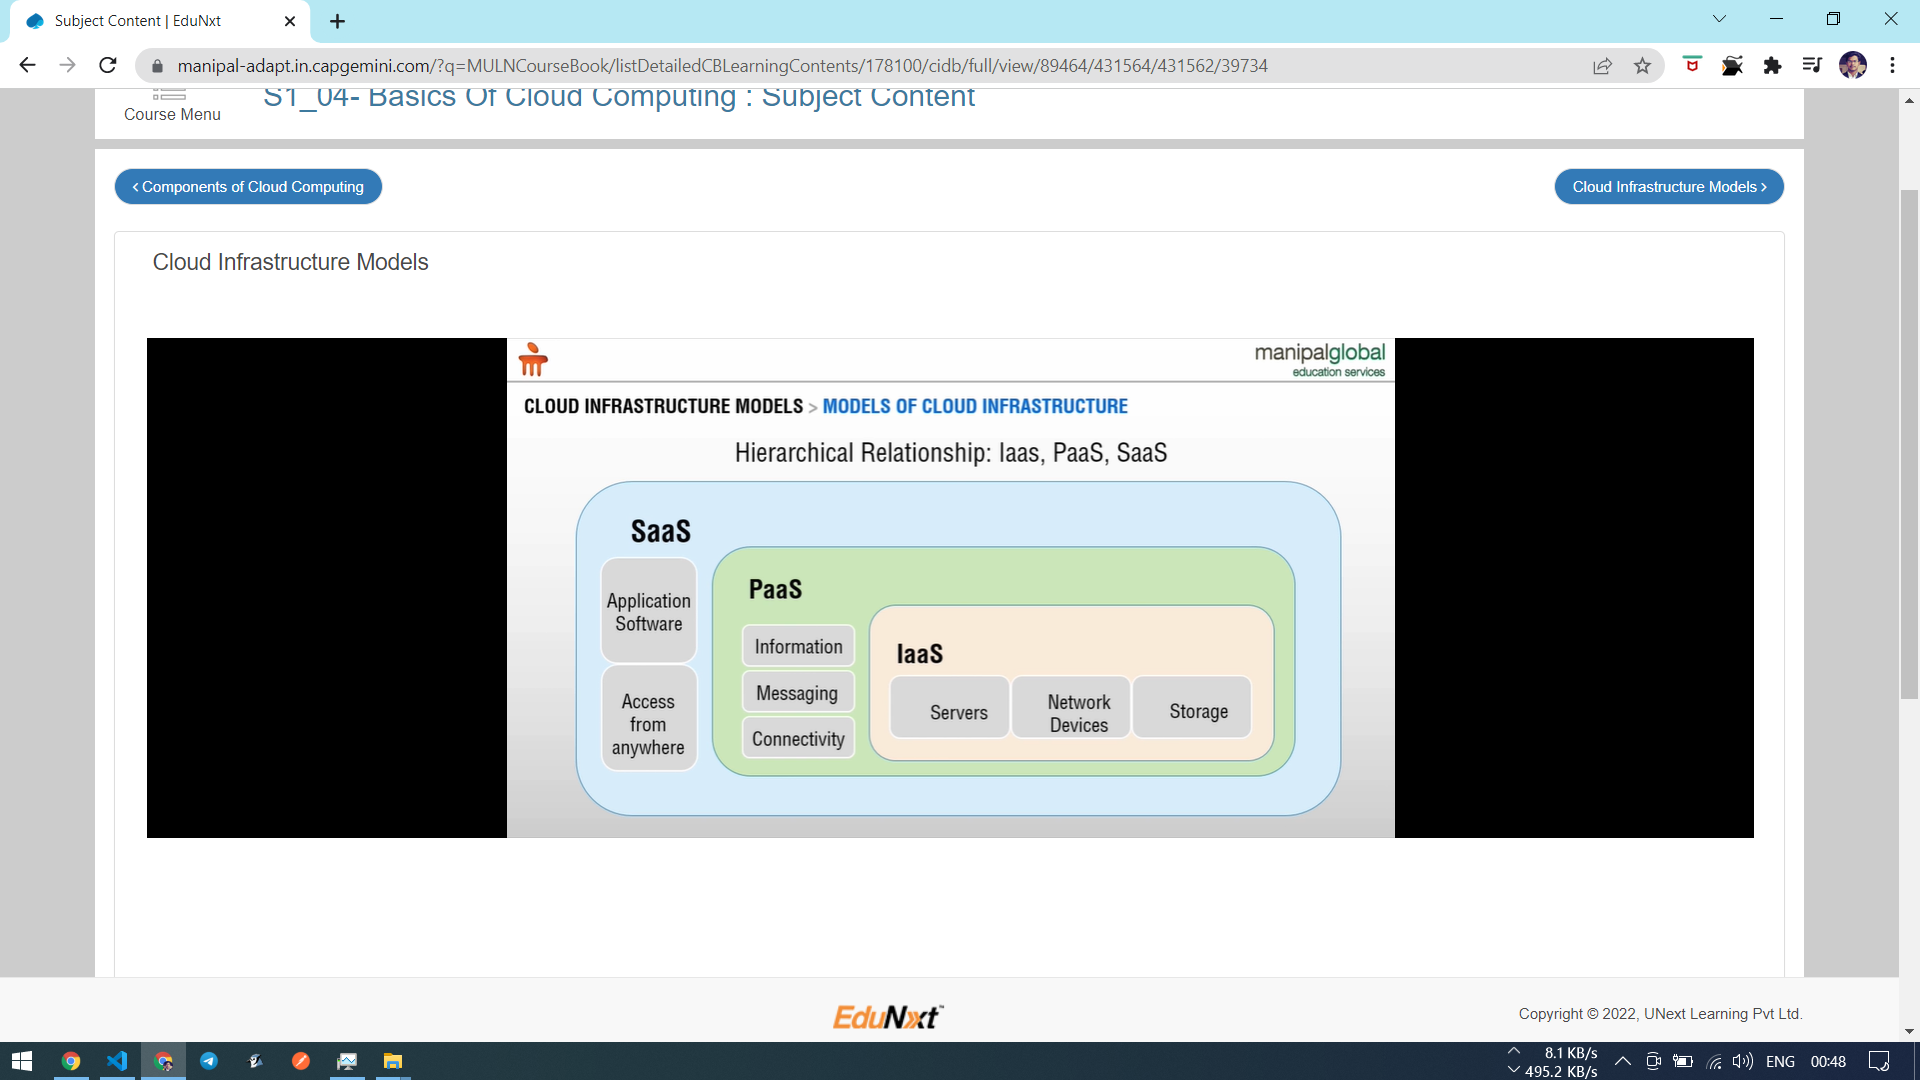 Subject Content | EduNxt
manipal-adapt.in.capgemini.com/?q=MULNCourseBook/listDetailedCBLearningContents/178100/cidb/full/view/89464/431564/431562/39734
Course Menu
S1_04- Basics Of Cloud Computing : Subject Content
< Components of Cloud Computing
Cloud Infrastructure Models >
Cloud Infrastructure Models
manipalglobal
education services
CLOUD INFRASTRUCTURE MODELS > MODELS OF CLOUD INFRASTRUCTURE
Hierarchical Relationship: Iaas, PaaS, SaaS
SaaS
Application
Software
Access
from
anywhere
PaaS
Information
Messaging
Connectivity
IaaS
Servers
Network
Devices
Storage
EduNxt™
Copyright © 2022, UNext Learning Pvt Ltd.
8.1 KB/s
495.2 KB/s
ENG
00:48